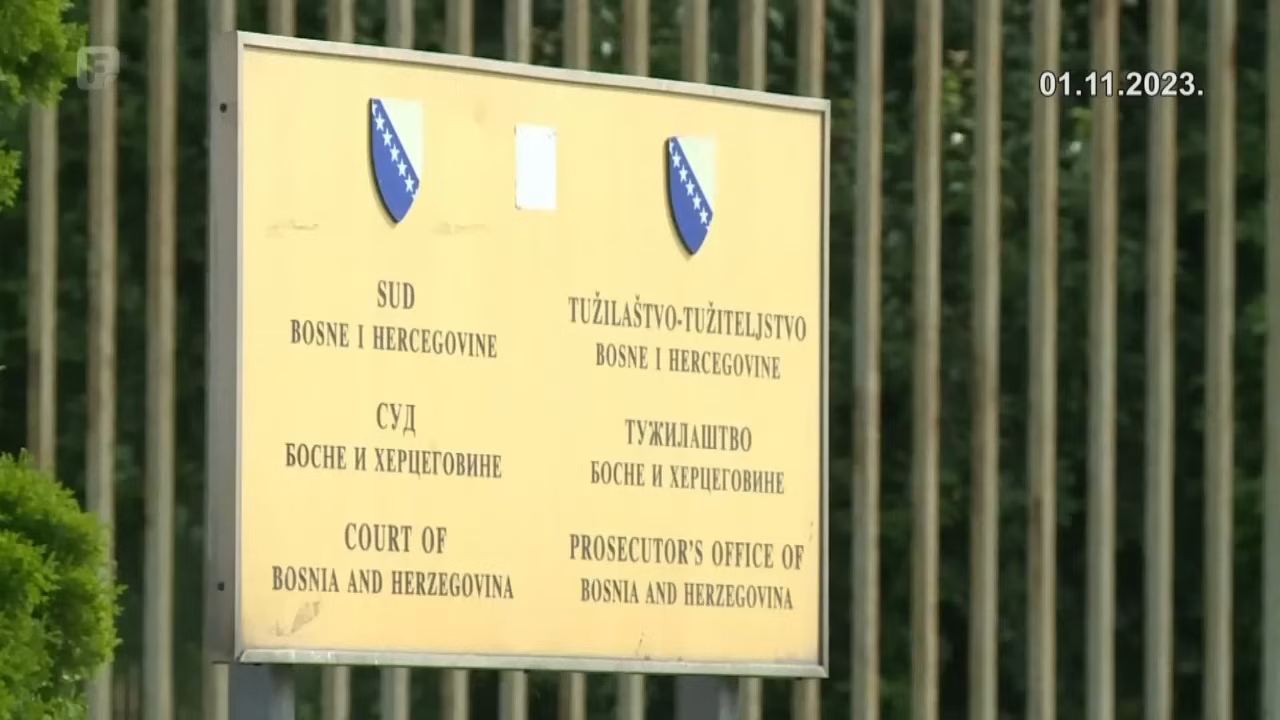 01.11.2023.
SUD
BOSNE I HERCEGOVINE
СУД
БОСНЕ И ХЕРЦЕГОВИНЕ
COURT OF
BOSNIA AND HERZEGOVINA
TUŽILAŠTVO-TUŽITELJSTVO
BOSNE I HERCEGOVINE
ТУЖИЛАШТВО
БОСНЕ И ХЕРЦЕГОВИНЕ
PROSECUTOR'S OFFICE OF
BOSNIA AND HERZEGOVINA